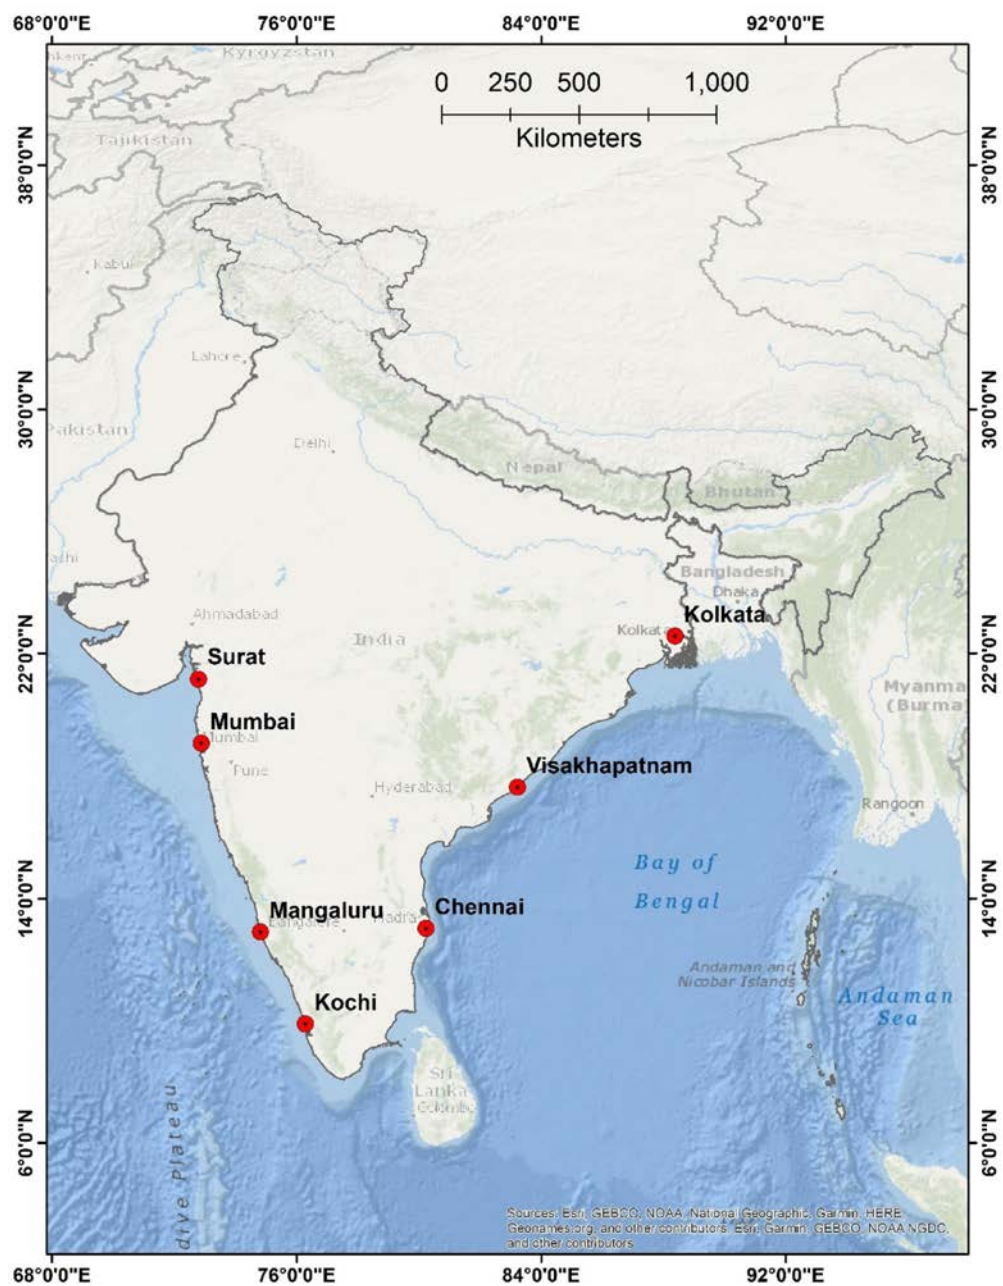 68°0'0"E 76°0'0"E 84°0'0"E 92°0'0"E
Kyrgyzstan
0 250 500 1,000
Kilometers
Tajikistan
38°0'0"N
38°0'0"N
Kabul
Lahore
30°0'0"N
30°0'0"N
Pakistan
Delhi
Nepal
Bhutan
Bangladesh
Dhaka
Ahmadabad
Kolkata
Kolkata
India
22°0'0"N
22°0'0"N
Surat
Myanma
(Burma)
Mumbai
Mumbai
Pune
Visakhapatnam
Hyderabad
Rangoon
Bay of
Bengal
14°0'0"N
14°0'0"N
Mangaluru
Bangalore
Chennai
Andaman and
Nicobar Islands
Andaman
Sea
Kochi
Sri
Lanka
Colombo
6°0'0"N
6°0'0"N
dive Plateau
Sources: Esri, GEBCO, NOAA, National Geographic, Garmin, HERE,
Geonames.org, and other contributors, Esri, Garmin, GEBCO, NOAA NGDC,
and other contributors
68°0'0"E 76°0'0"E 84°0'0"E 92°0'0"E